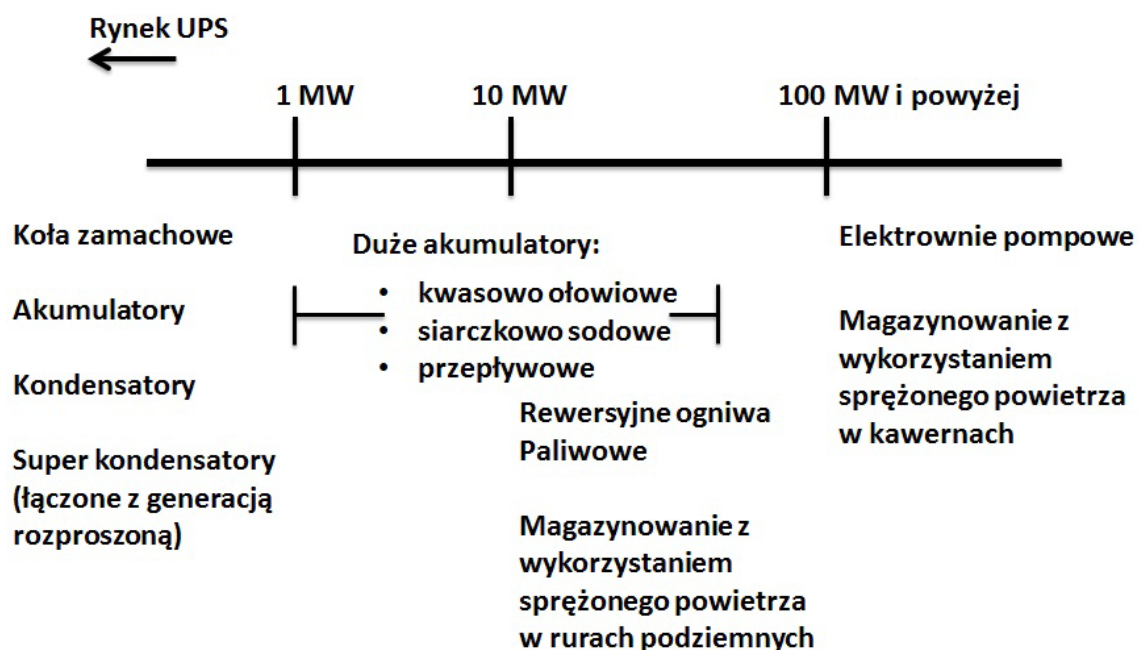 Rynek UPS
1 MW
10 MW
100 MW i powyżej
Koła zamachowe
Akumulatory
Kondensatory
Super kondensatory
(łączone z generacją
rozproszoną)
Duże akumulatory:
• kwasowo ołowiowe
• siarczkowo sodowe
• przepływowe
Rewersyjne ogniwa
Paliwowe
Magazynowanie z
wykorzystaniem
sprężonego powietrza
w rurach podziemnych
Elektrownie pompowe
Magazynowanie z
wykorzystaniem
sprężonego powietrza
w kawernach